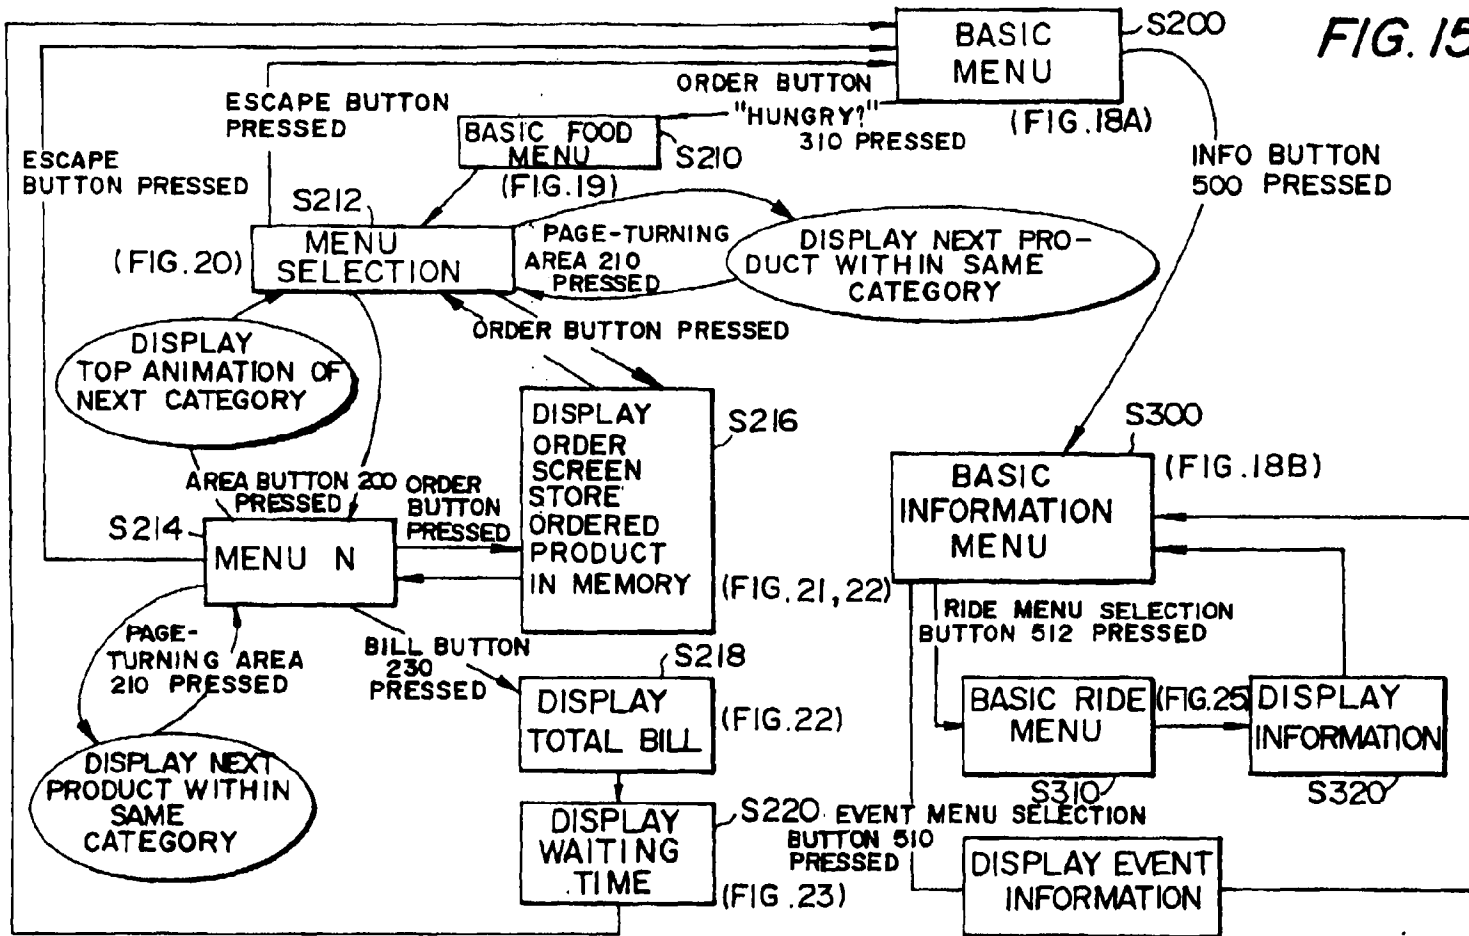 FIG. 15
BASIC
MENU
S200
(FIG.18A)
ORDER BUTTON
"HUNGRY?"
310 PRESSED
ESCAPE BUTTON
PRESSED
ESCAPE
BUTTON PRESSED
BASIC FOOD
MENU
S210
(FIG.19)
INFO BUTTON
500 PRESSED
S212
(FIG.20)
MENU
SELECTION
PAGE-TURNING
AREA 210
PRESSED
DISPLAY NEXT PRO-
DUCT WITHIN SAME
CATEGORY
ORDER BUTTON PRESSED
DISPLAY
TOP ANIMATION OF
NEXT CATEGORY
AREA BUTTON 200
PRESSED
ORDER
BUTTON
PRESSED
DISPLAY
ORDER
SCREEN
STORE
ORDERED
PRODUCT
IN MEMORY
S216
(FIG.21,22)
S214
MENU N
PAGE-
TURNING AREA
210 PRESSED
BILL BUTTON
230
PRESSED
DISPLAY NEXT
PRODUCT WITHIN
SAME
CATEGORY
S218
DISPLAY
TOTAL BILL
(FIG.22)
DISPLAY
WAITING
TIME
S220
(FIG.23)
S300
BASIC
INFORMATION
MENU
(FIG.18B)
RIDE MENU SELECTION
BUTTON 512 PRESSED
BASIC RIDE
MENU
(FIG.25)
S310
DISPLAY
INFORMATION
S320
EVENT MENU SELECTION
BUTTON 510
PRESSED
DISPLAY EVENT
INFORMATION